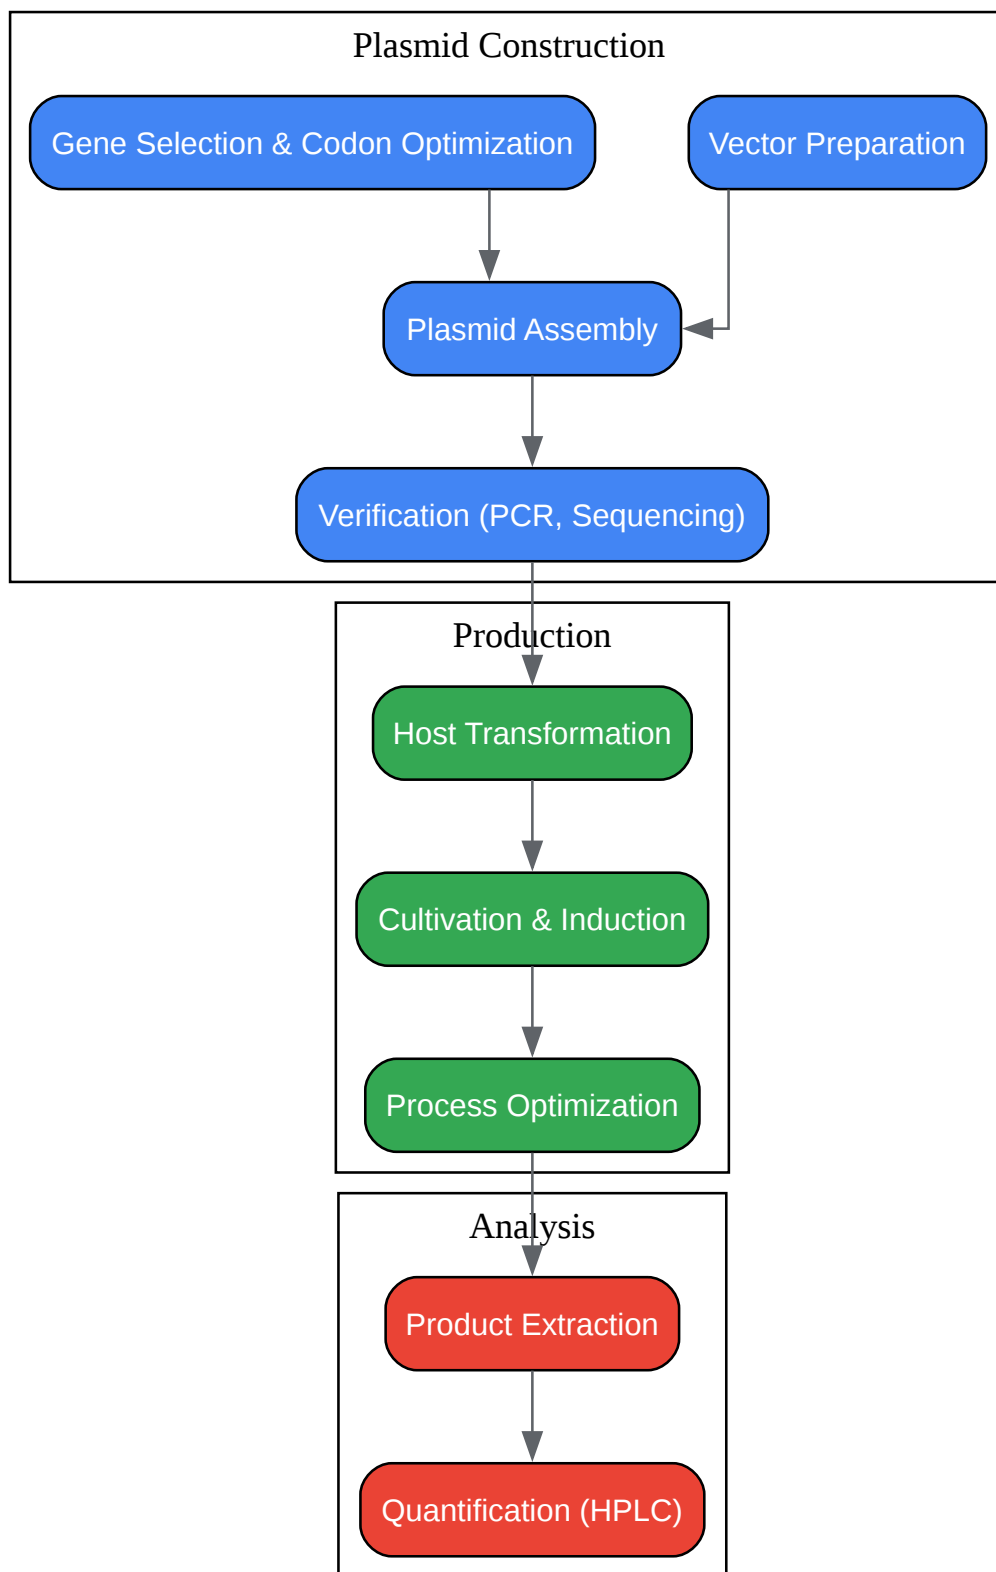 Plasmid Construction
Gene Selection & Codon Optimization
Vector Preparation
Plasmid Assembly
Verification (PCR, Sequencing)
Production
Host Transformation
Cultivation & Induction
Process Optimization
Analysis
Product Extraction
Quantification (HPLC)